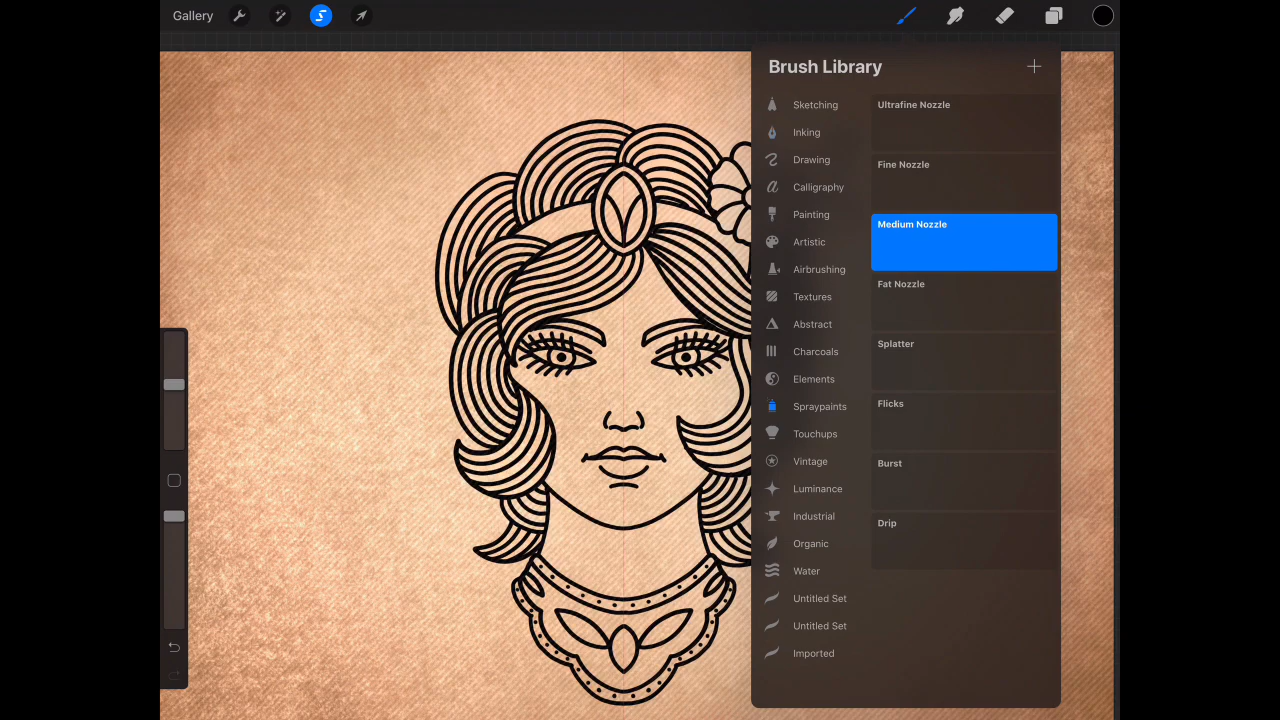 Gallery
Brush Library
Sketching
Inking
Drawing
Calligraphy
Painting
Artistic
Airbrushing
Textures
Abstract
Charcoals
Elements
Spraypaints
Touchups
Vintage
Luminance
Industrial
Organic
Water
Untitled Set
Untitled Set
Imported
Ultrafine Nozzle
Fine Nozzle
Medium Nozzle
Fat Nozzle
Splatter
Flicks
Burst
Drip